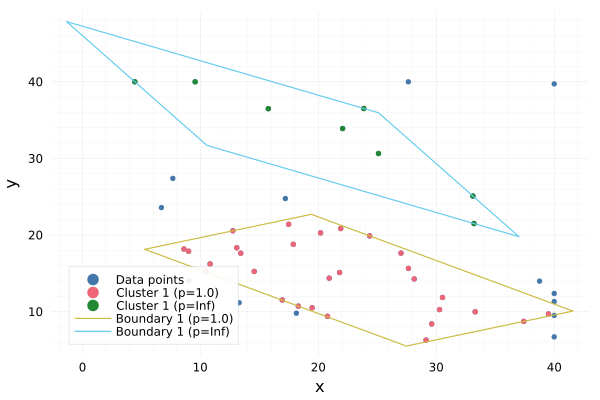 40
30
20
10
y
Data points
Cluster 1 (p=1.0)
Cluster 1 (p=Inf)
Boundary 1 (p=1.0)
Boundary 1 (p=Inf)
0 10 20 30 40
x